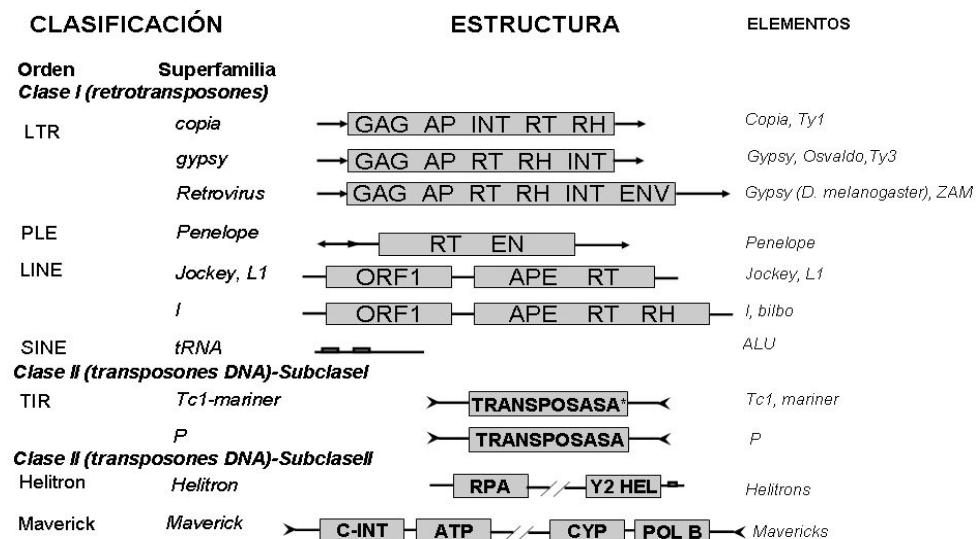 CLASIFICACIÓN ESTRUCTURA ELEMENTOS
Orden Superfamilia
Clase I (retrotransposones)
LTR copia GAG AP INT RT RH Copia, Ty1
gypsy GAG AP RT RH INT Gypsy, Osvaldo,Ty3
Retrovirus GAG AP RT RH INT ENV Gypsy (D. melanogaster), ZAM
PLE Penelope RT EN Penelope
LINE Jockey, L1 ORF1 APE RT Jockey, L1
I ORF1 APE RT RH I, bilbo
SINE tRNA ALU
Clase II (transposones DNA)-SubclaseI
TIR Tc1-mariner TRANSPOSASA* Tc1, mariner
P TRANSPOSASA P
Clase II (transposones DNA)-SubclaseII
Helitron Helitron RPA Y2 HEL Helitrons
Maverick Maverick C-INT ATP CYP POL B Mavericks